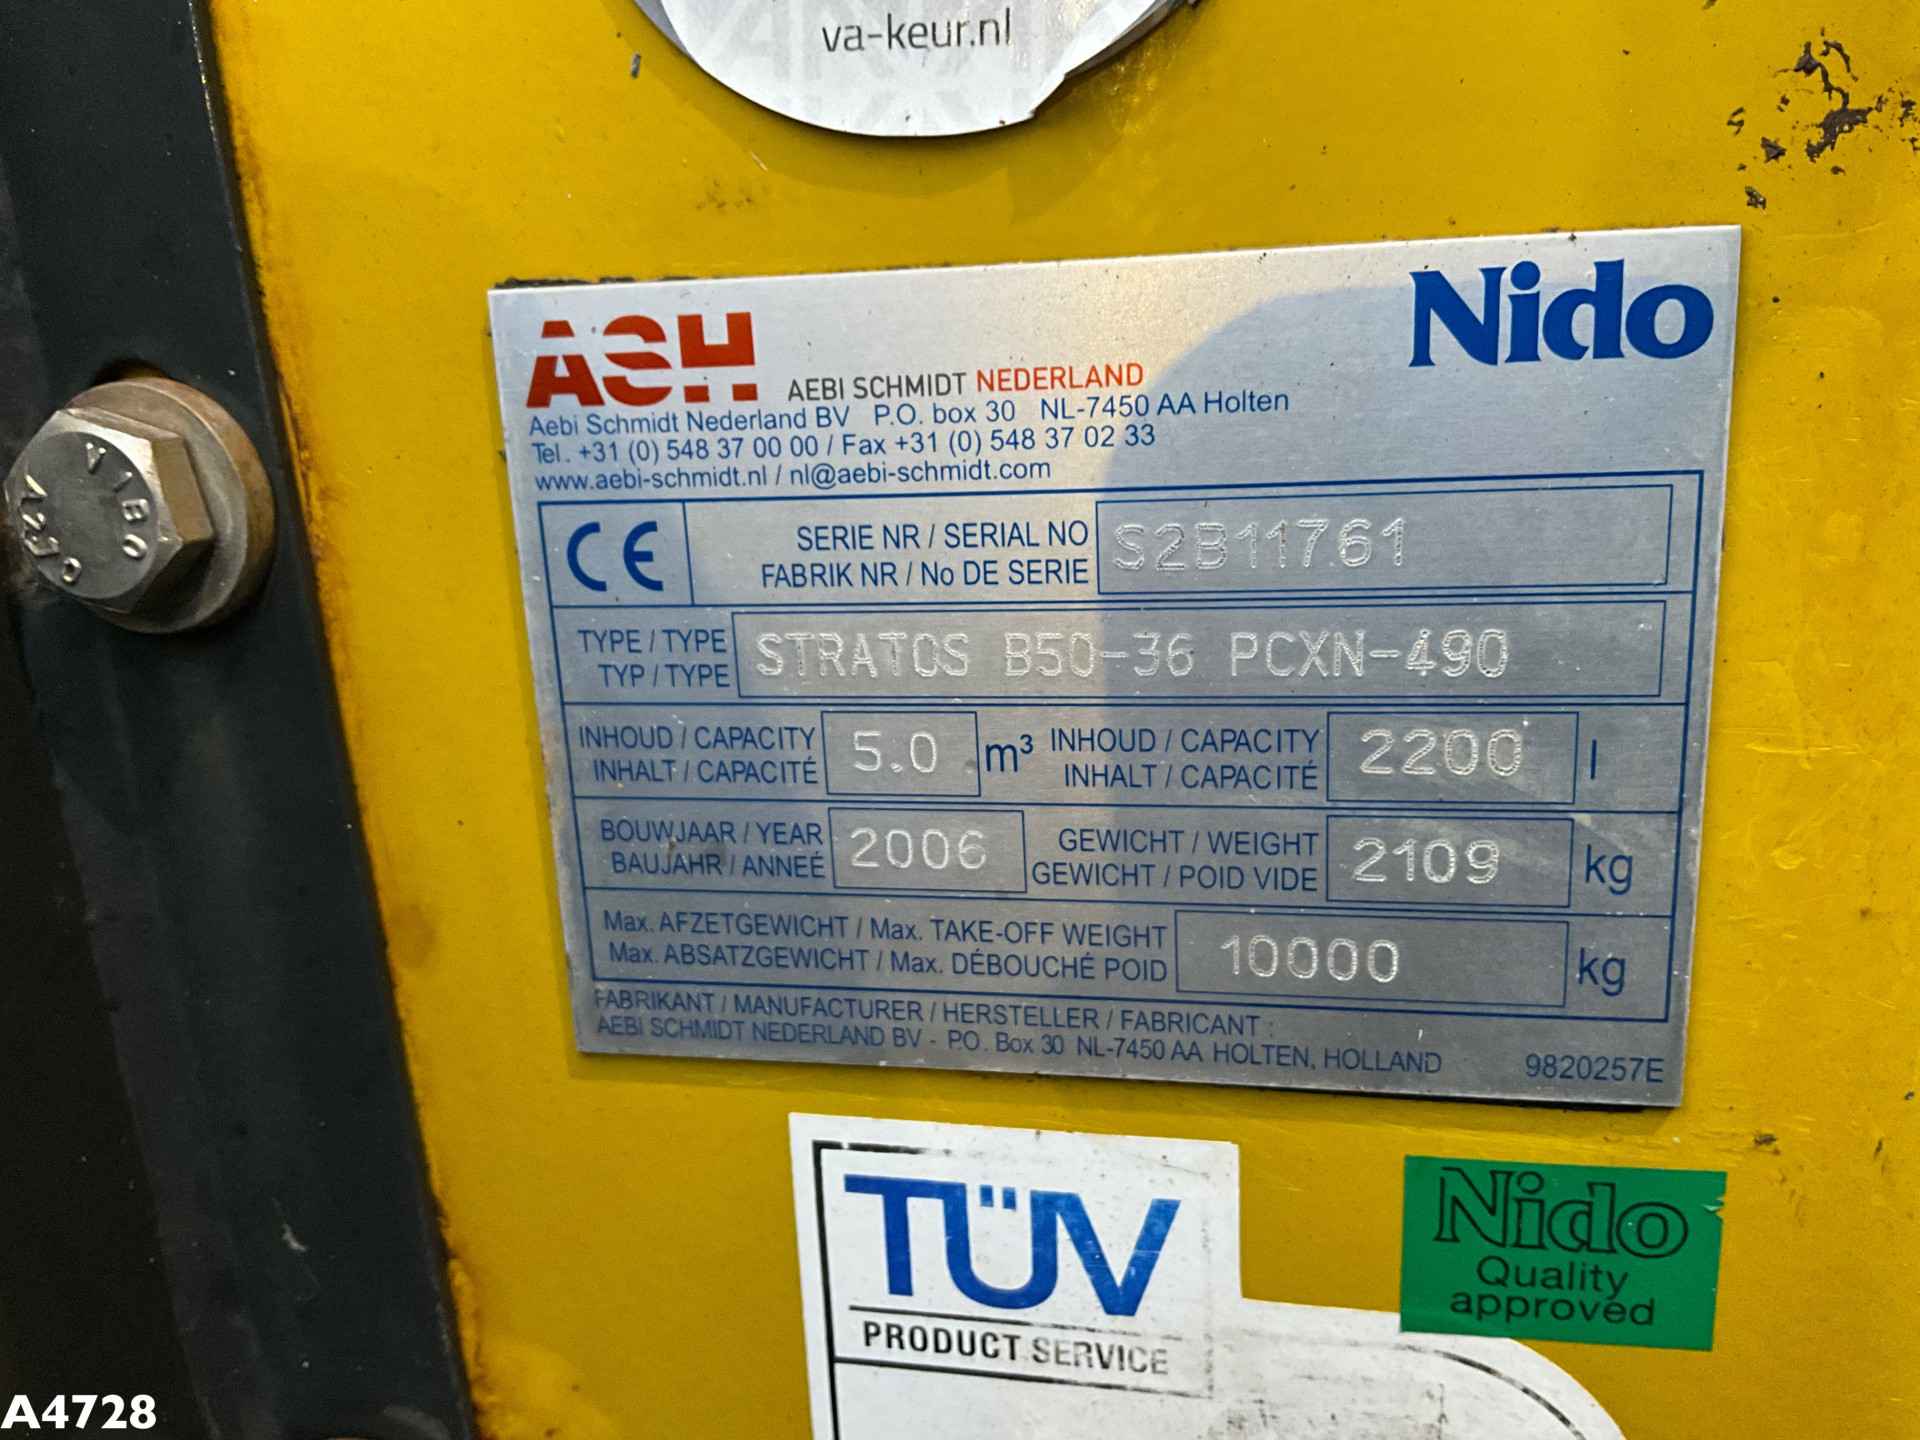 va-keur.nl
ASH AEBI SCHMIDT NEDERLAND
Nido
Aebi Schmidt Nederland BV P.O. box 30 NL-7450 AA Holten
Tel. +31 (0) 548 37 00 00 / Fax +31 (0) 548 37 02 33
www.aebi-schmidt.nl / nl@aebi-schmidt.com
CE
SERIE NR / SERIAL NO
FABRIK NR / No DE SERIE
S2B11761
TYPE / TYPE
TYP / TYPE
STRATOS B50-36 PCXN-490
INHOUD / CAPACITY
INHALT / CAPACITÉ
5.0 m³
INHOUD / CAPACITY
INHALT / CAPACITÉ
2200 l
BOUWJAAR / YEAR
BAUJAHR / ANNEÉ
2006
GEWICHT / WEIGHT
GEWICHT / POID VIDE
2109 kg
Max. AFZETGEWICHT / Max. TAKE-OFF WEIGHT
Max. ABSATZGEWICHT / Max. DÉBOUCHÉ POID
10000 kg
FABRIKANT / MANUFACTURER / HERSTELLER / FABRICANT :
AEBI SCHMIDT NEDERLAND BV - P.O. Box 30 NL-7450 AA HOLTEN, HOLLAND
9820257E
TÜV
PRODUCT SERVICE
Nido
Quality
approved
VIBO
A4728